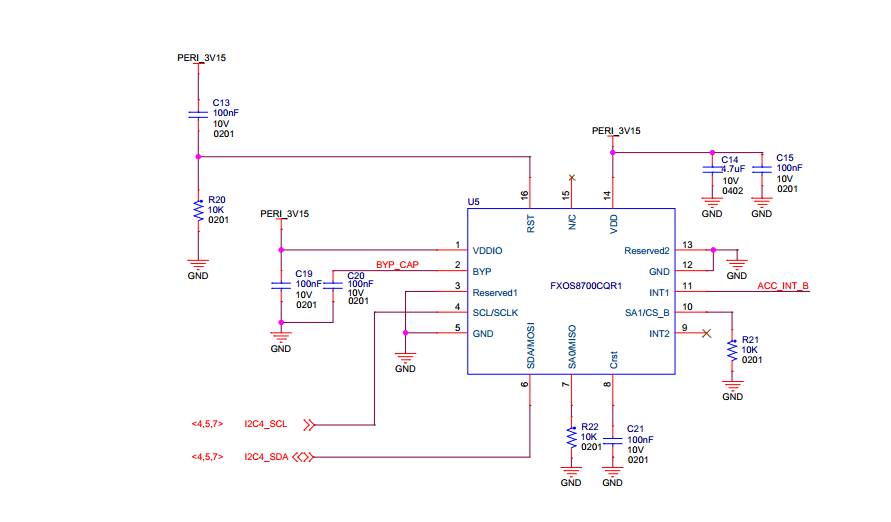 PERI_3V15
C13
100nF
10V
0201
R20
10K
0201
GND
PERI_3V15
C19
100nF
10V
0201
C20
100nF
10V
0201
GND
BYP_CAP
PERI_3V15
C14
4.7uF
10V
0402
C15
100nF
10V
0201
GND
GND
U5
16
15
14
RST
N/C
VDD
1
VDDIO
2
BYP
3
Reserved1
4
SCL/SCLK
5
GND
FXOS8700CQR1
Reserved2
13
GND
12
INT1
11
SA1/CS_B
10
INT2
9
SDA/MOSI
SA0/MISO
Crst
6
7
8
GND
GND
ACC_INT_B
R21
10K
0201
GND
R22
10K
0201
GND
C21
100nF
10V
0201
GND
<4,5,7>
I2C4_SCL
<4,5,7>
I2C4_SDA